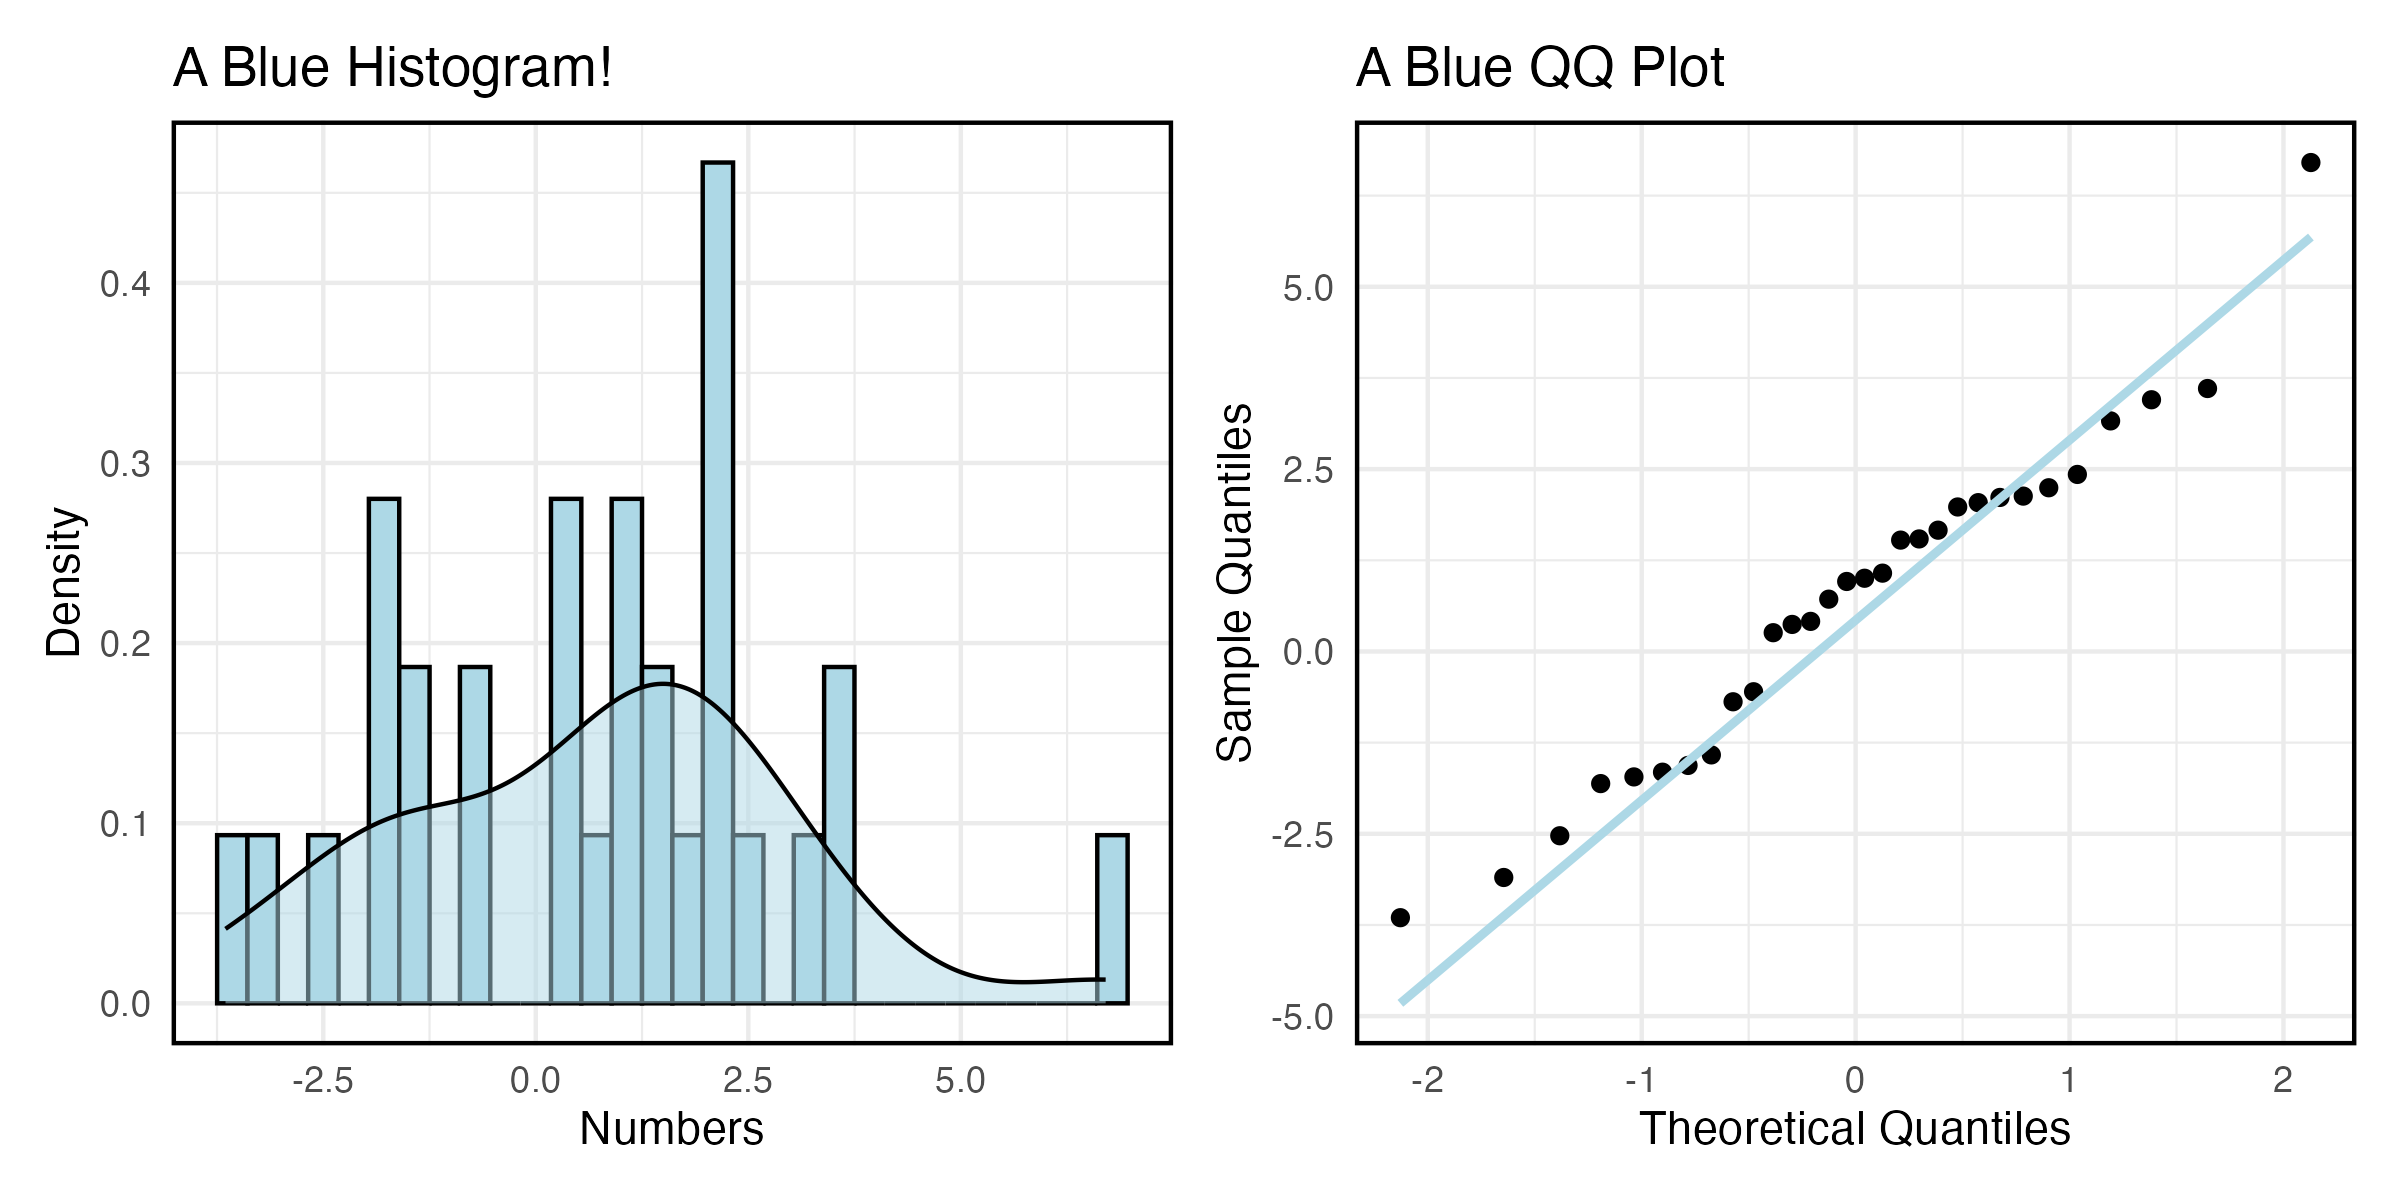 A Blue Histogram!
Density
0.4
0.3
0.2
0.1
0.0
-2.5 0.0 2.5 5.0
Numbers
A Blue QQ Plot
Sample Quantiles
5.0
2.5
0.0
-2.5
-5.0
-2 -1 0 1 2
Theoretical Quantiles